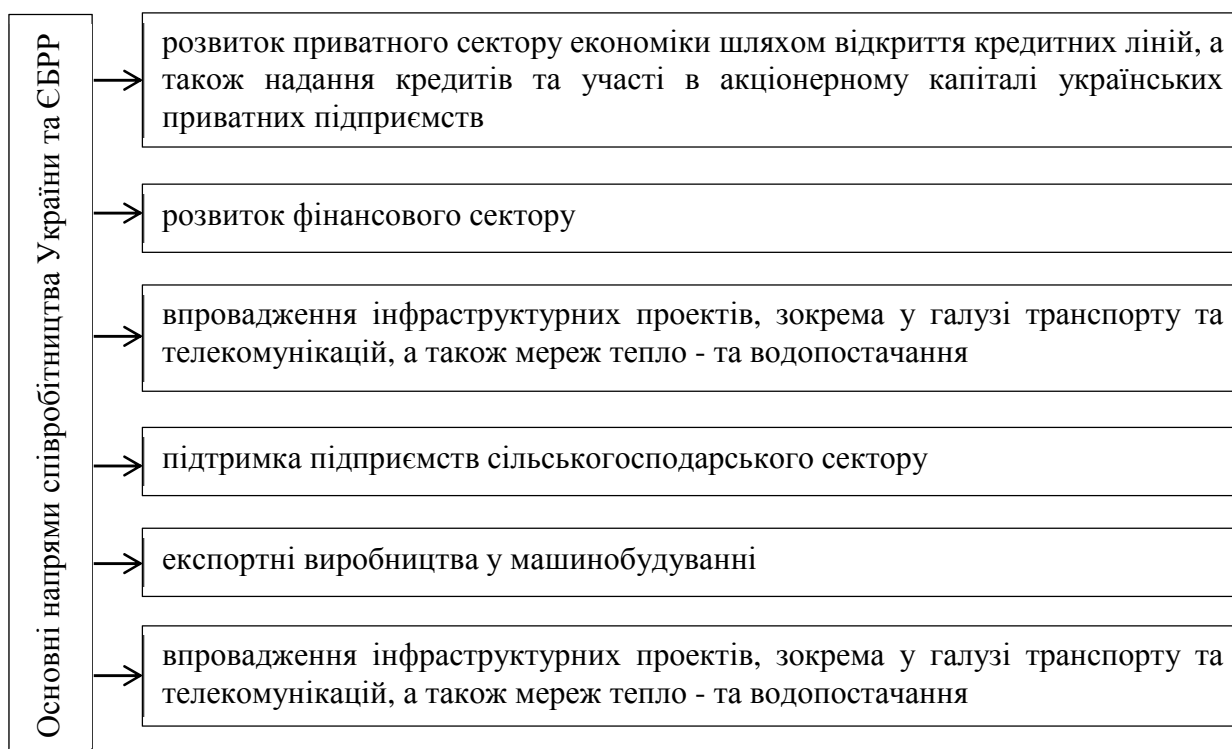 Основні напрями співробітництва України та ЄБРР
розвиток приватного сектору економіки шляхом відкриття кредитних ліній, а
також надання кредитів та участі в акціонерному капіталі українських
приватних підприємств
розвиток фінансового сектору
впровадження інфраструктурних проектів, зокрема у галузі транспорту та
телекомунікацій, а також мереж тепло - та водопостачання
підтримка підприємств сільськогосподарського сектору
експортні виробництва у машинобудуванні
впровадження інфраструктурних проектів, зокрема у галузі транспорту та
телекомунікацій, а також мереж тепло - та водопостачання